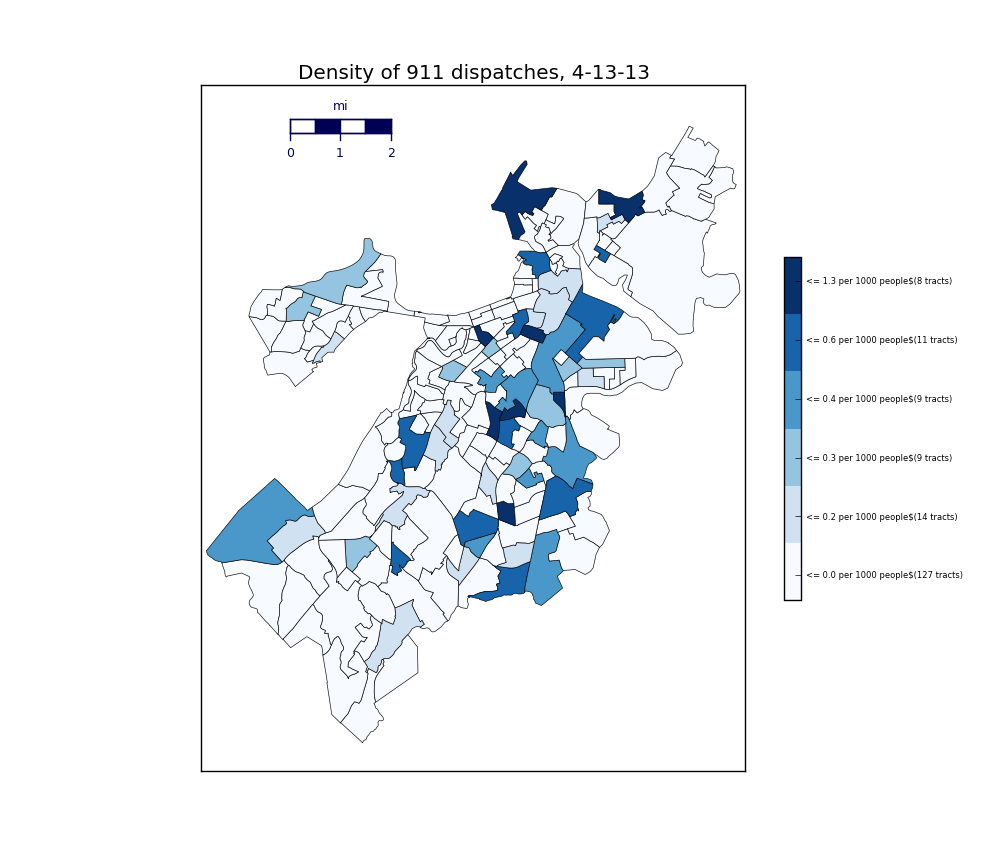 Density of 911 dispatches, 4-13-13
mi
0 1 2
<= 1.3 per 1000 people$(8 tracts)
<= 0.6 per 1000 people$(11 tracts)
<= 0.4 per 1000 people$(9 tracts)
<= 0.3 per 1000 people$(9 tracts)
<= 0.2 per 1000 people$(14 tracts)
<= 0.0 per 1000 people$(127 tracts)